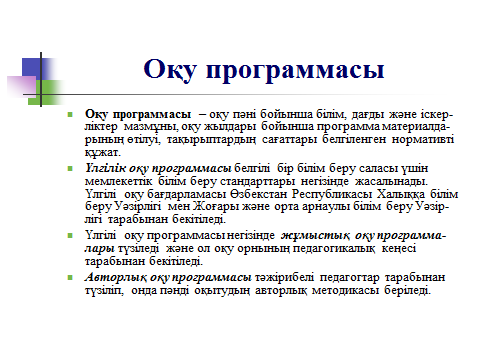 Оқу программасы
Оқу программасы – оқу пәні бойынша білім, дағды және іскер-
ліктер мазмұны, оқу жылдары бойынша программа материалда-
рының өтілуі, тақырыптардың сағаттары белгіленген нормативті
құжат.
Үлгілік оқу программасы белгілі бір білім беру саласы үшін
мемлекеттік білім беру стандарттары негізінде жасалынады.
Үлгілі оқу бағдарламасы Өзбекстан Республикасы Халыққа білім
беру Уәзірлігі мен Жоғары және орта арнаулы білім беру Уәзір-
лігі тарабынан бекітіледі.
Үлгілі оқу программасы негізінде жұмыстық оқу программа-
лары түзіледі және ол оқу орнының педагогикалық кеңесі
тарабынан бекітіледі.
Авторлық оқу программасы тәжірибелі педагогтар тарабынан
түзіліп, онда пәнді оқытудың авторлық методикасы беріледі.